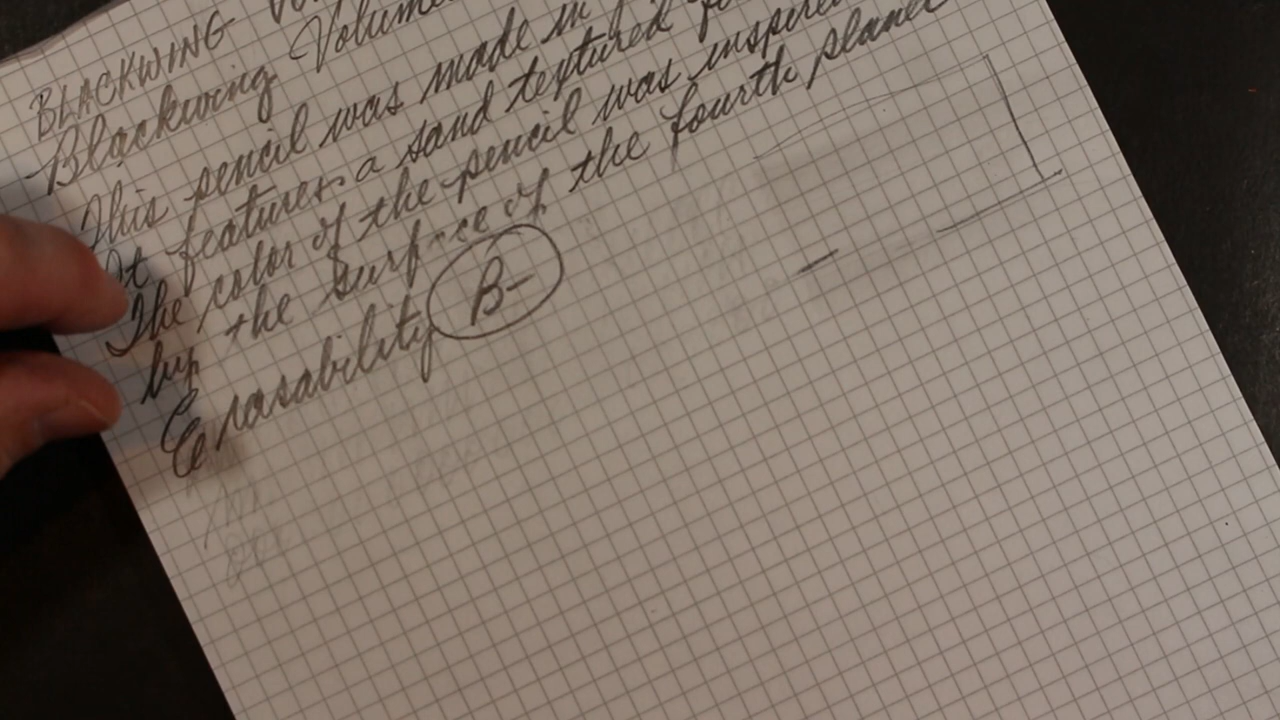 BLACKWING
Blackwing Volume
This pencil was made in
It features a sand textured
The color of the pencil was inspired
by the surface of the fourth planet
Erasability B-